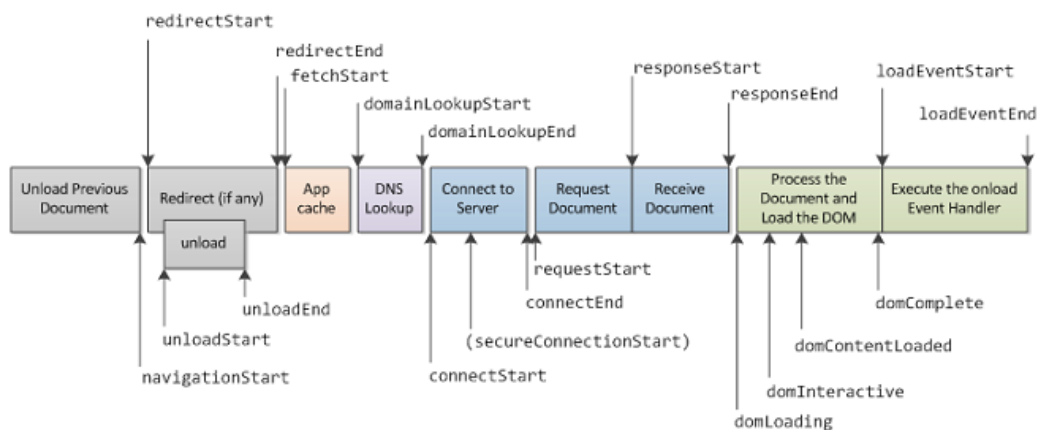 redirectStart
redirectEnd
fetchStart
domainLookupStart
domainLookupEnd
responseStart
responseEnd
loadEventStart
loadEventEnd
Unload Previous
Document
Redirect (if any)
unload
App
cache
DNS
Lookup
Connect to
Server
Request
Document
Receive
Document
Process the
Document and
Load the DOM
Execute the onload
Event Handler
requestStart
connectEnd
unloadEnd
domComplete
unloadStart
(secureConnectionStart)
domContentLoaded
navigationStart
connectStart
domInteractive
domLoading